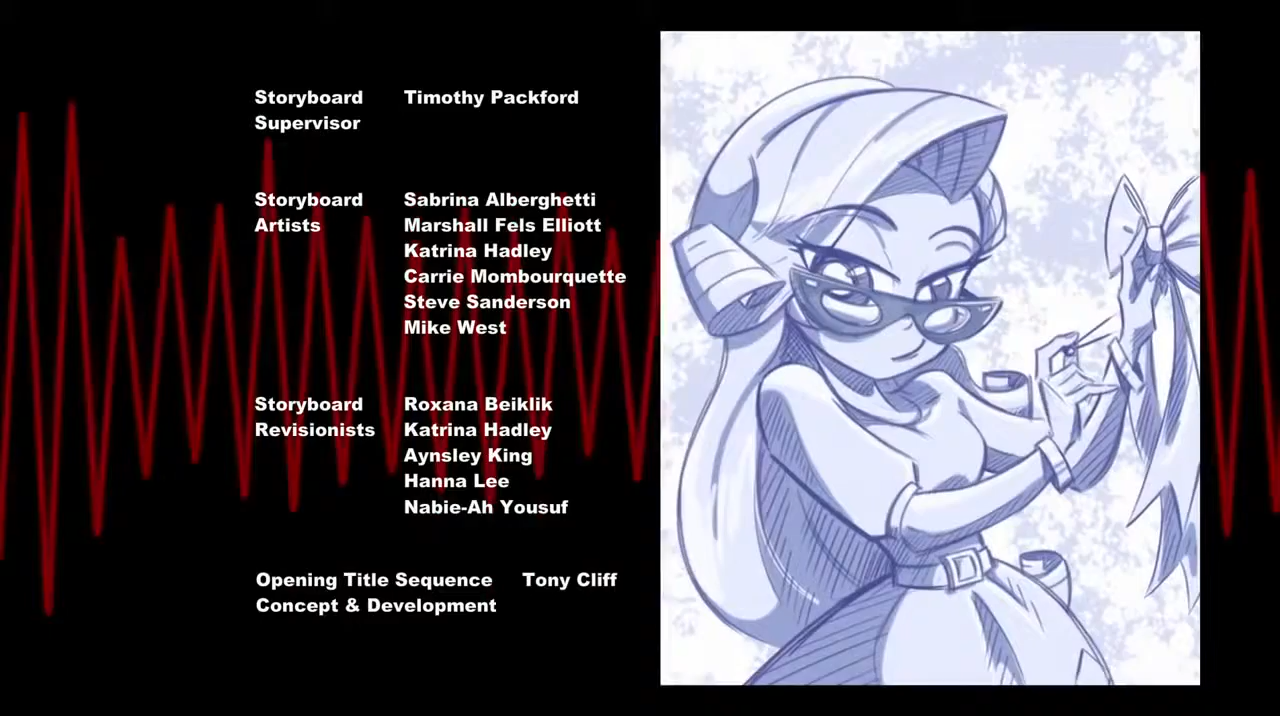 Storyboard Timothy Packford
Supervisor
Storyboard Sabrina Alberghetti
Artists Marshall Fels Elliott
Katrina Hadley
Carrie Mombourquette
Steve Sanderson
Mike West
Storyboard Roxana Beiklik
Revisionists Katrina Hadley
Aynsley King
Hanna Lee
Nabie-Ah Yousuf
Opening Title Sequence Tony Cliff
Concept & Development